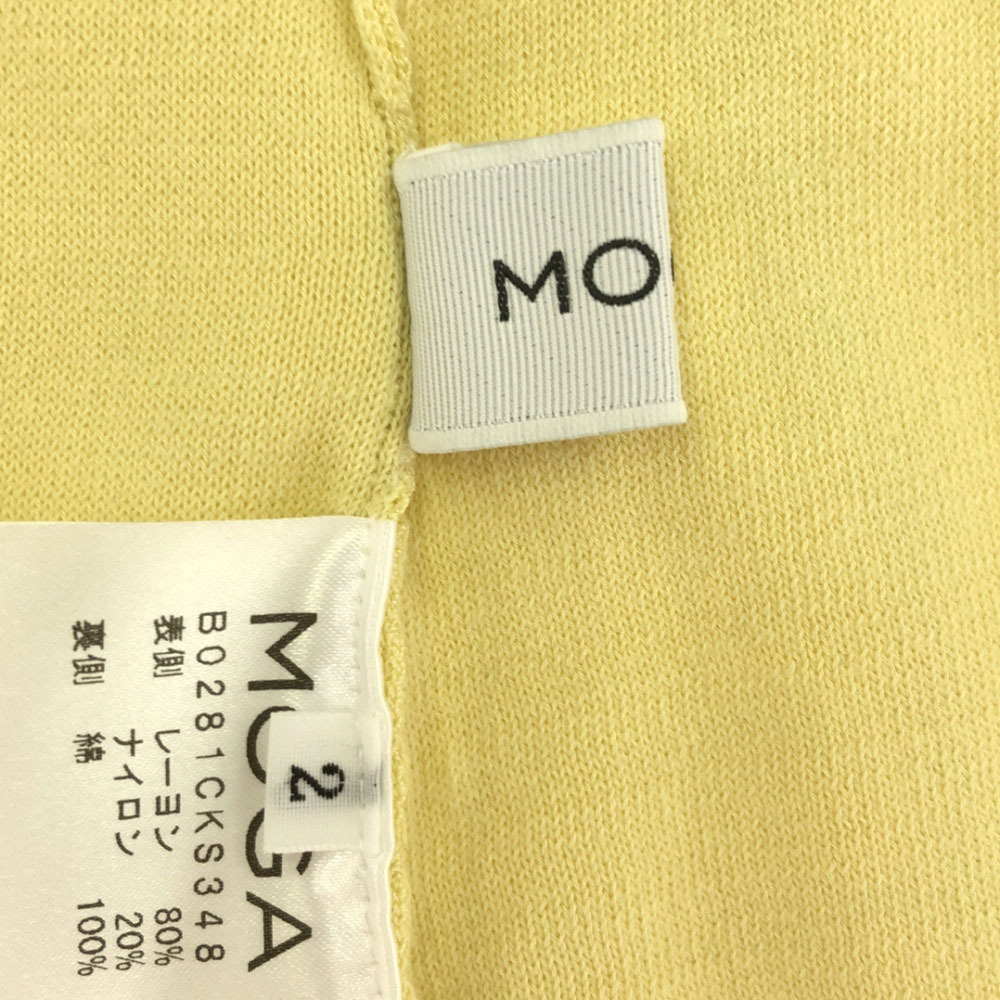 MO
MOGA
2
B0281CKS348
表側 レーヨン 80%
ナイロン 20%
裏側 綿 100%